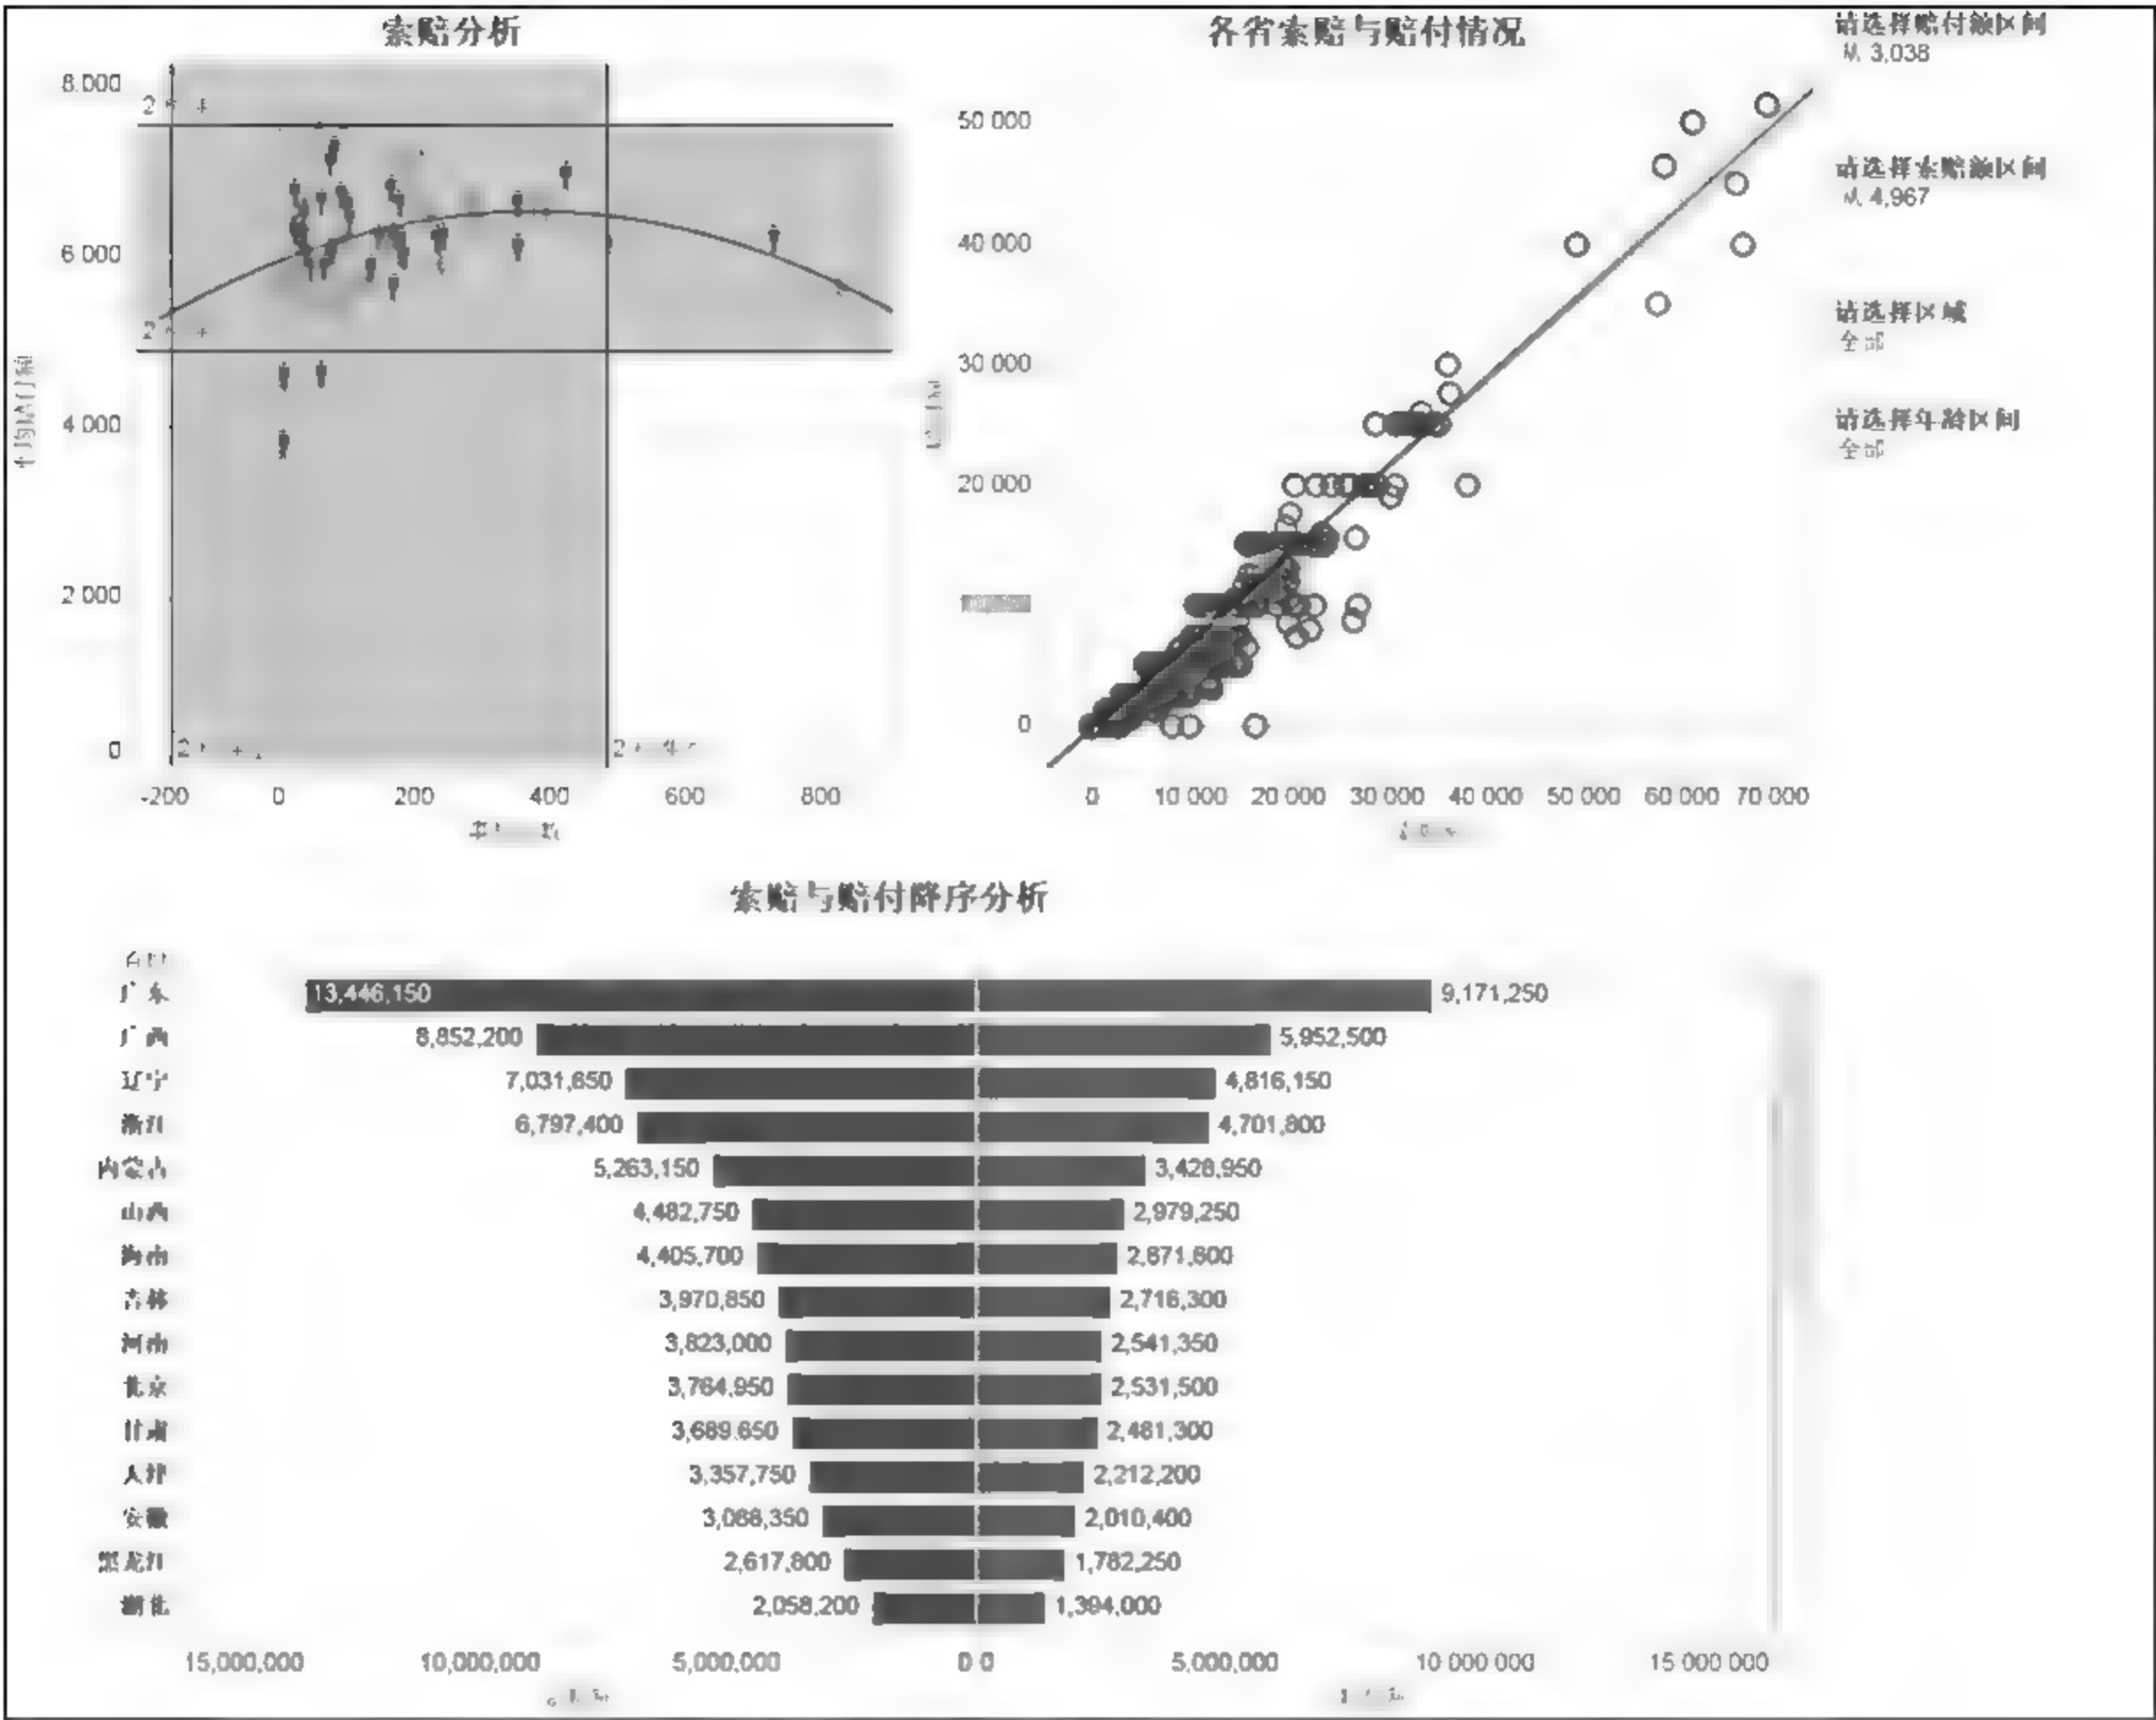 索赔分析
8 000
6 000
4 000
2 000
0
-200 0 200 400 600 800
各省索赔与赔付情况
50 000
40 000
30 000
20 000
0
0 10 000 20 000 30 000 40 000 50 000 60 000 70 000
请选择赔付额区间
从 3,038
请选择索赔额区间
从 4,967
请选择区域
全部
请选择年龄区间
全部
索赔与赔付降序分析
广东 13,446,150 9,171,250
广西 8,852,200 5,952,500
辽宁 7,031,650 4,816,150
浙江 6,797,400 4,701,800
内蒙古 5,263,150 3,428,950
山西 4,482,750 2,979,250
海南 4,405,700 2,871,600
吉林 3,970,850 2,716,300
河南 3,823,000 2,541,350
北京 3,764,950 2,531,500
甘肃 3,689,650 2,481,300
天津 3,357,750 2,212,200
安徽 3,088,350 2,010,400
黑龙江 2,617,800 1,782,250
湖北 2,058,200 1,394,000
15,000,000 10,000,000 5,000,000 0 0 5,000,000 10 000 000 15 000 000